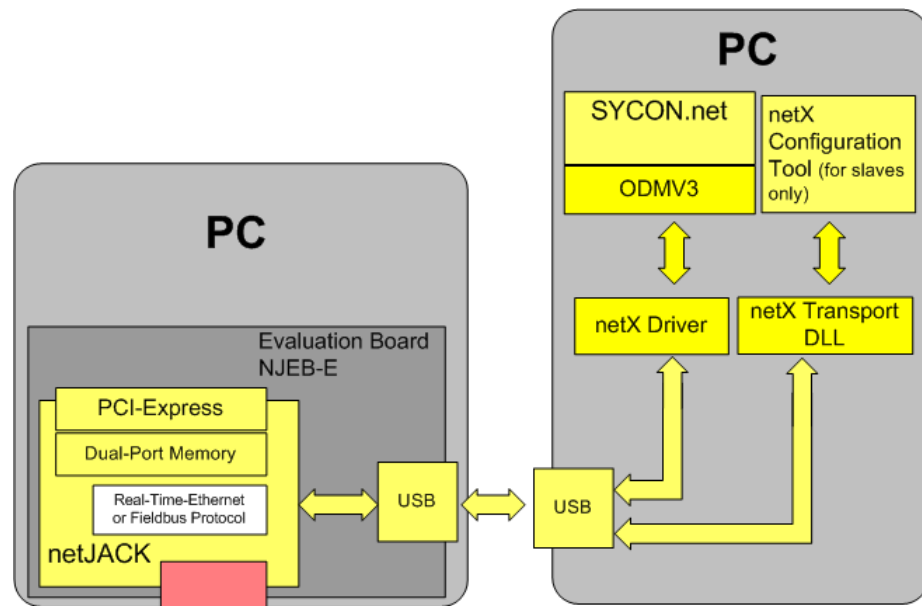 PC
Evaluation Board
NJEB-E
PCI-Express
Dual-Port Memory
Real-Time-Ethernet
or Fieldbus Protocol
netJACK
USB
PC
SYCON.net
ODMV3
netX
Configuration
Tool (for slaves
only)
netX Driver
netX Transport
DLL
USB